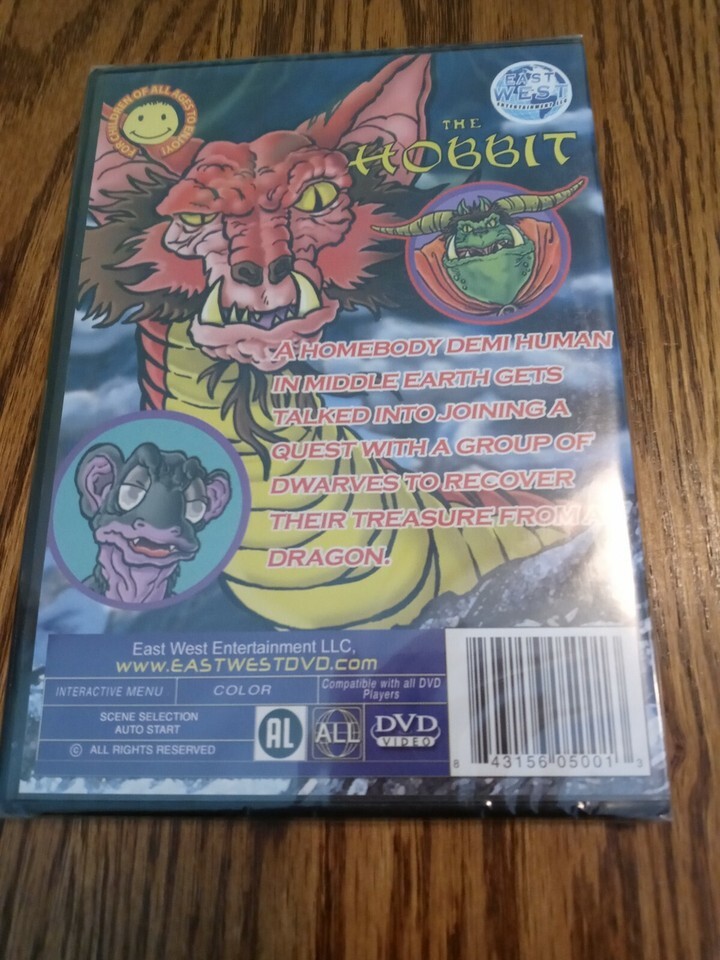 FOR CHILDREN OF ALL AGES TO ENJOY!
EAST
WEST
ENTERTAINMENT LLC
THE
HOBBIT
A HOMEBODY DEMI HUMAN
IN MIDDLE EARTH GETS
TALKED INTO JOINING A
QUEST WITH A GROUP OF
DWARVES TO RECOVER
THEIR TREASURE FROM A
DRAGON.
East West Entertainment LLC,
www.EASTWESTDVD.com
INTERACTIVE MENU
COLOR
Compatible with all DVD
Players
SCENE SELECTION
AUTO START
© ALL RIGHTS RESERVED
AL
ALL
DVD
VIDEO
8 43156 05001 3